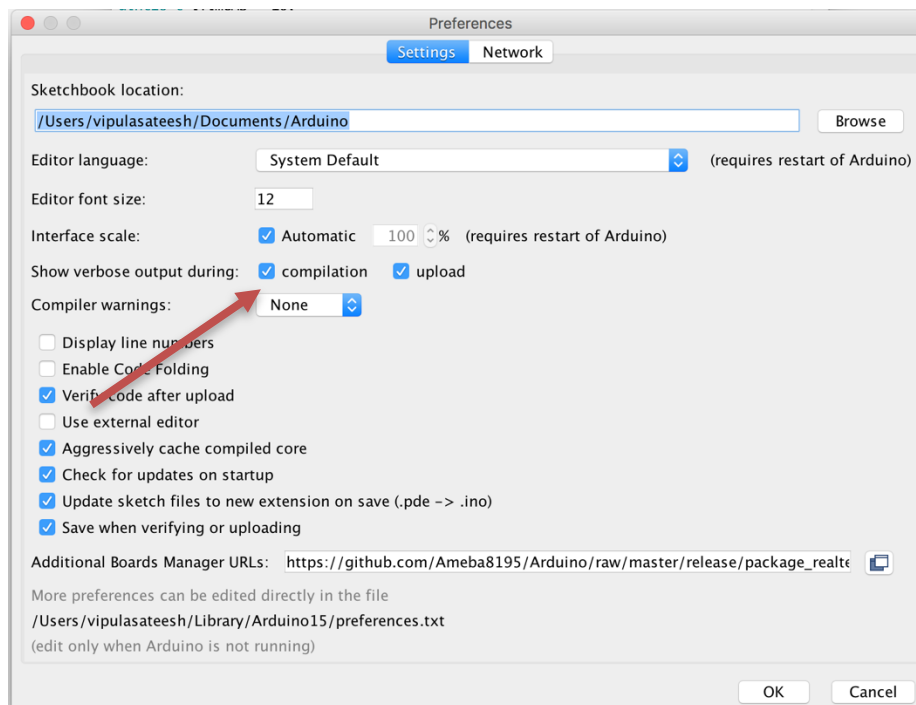 Preferences
Settings Network
Sketchbook location:
/Users/vipulasateesh/Documents/Arduino Browse
Editor language: System Default (requires restart of Arduino)
Editor font size: 12
Interface scale: Automatic 100 % (requires restart of Arduino)
Show verbose output during: compilation upload
Compiler warnings: None
Display line numbers
Enable Code Folding
Verify code after upload
Use external editor
Aggressively cache compiled core
Check for updates on startup
Update sketch files to new extension on save (.pde -> .ino)
Save when verifying or uploading
Additional Boards Manager URLs: https://github.com/Ameba8195/Arduino/raw/master/release/package_realte
More preferences can be edited directly in the file
/Users/vipulasateesh/Library/Arduino15/preferences.txt
(edit only when Arduino is not running)
OK Cancel